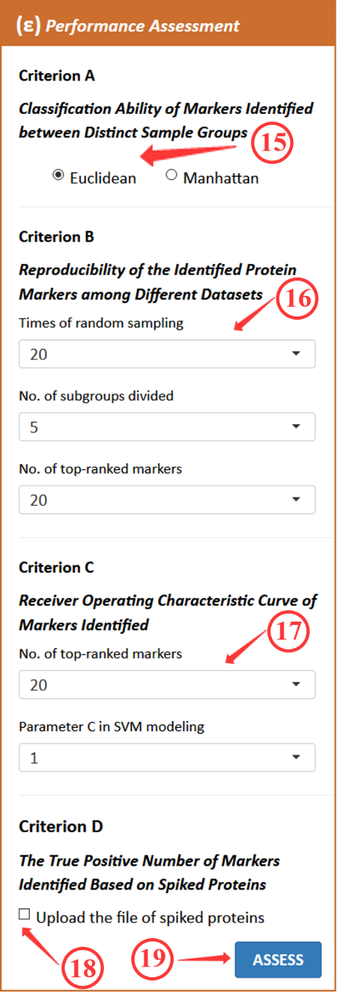 (ε) Performance Assessment
Criterion A
Classification Ability of Markers Identified
between Distinct Sample Groups
15
Euclidean Manhattan
Criterion B
Reproducibility of the Identified Protein
Markers among Different Datasets
16
Times of random sampling
20
No. of subgroups divided
5
No. of top-ranked markers
20
Criterion C
Receiver Operating Characteristic Curve of
Markers Identified
17
No. of top-ranked markers
20
Parameter C in SVM modeling
1
Criterion D
The True Positive Number of Markers
Identified Based on Spiked Proteins
Upload the file of spiked proteins
18
19
ASSESS